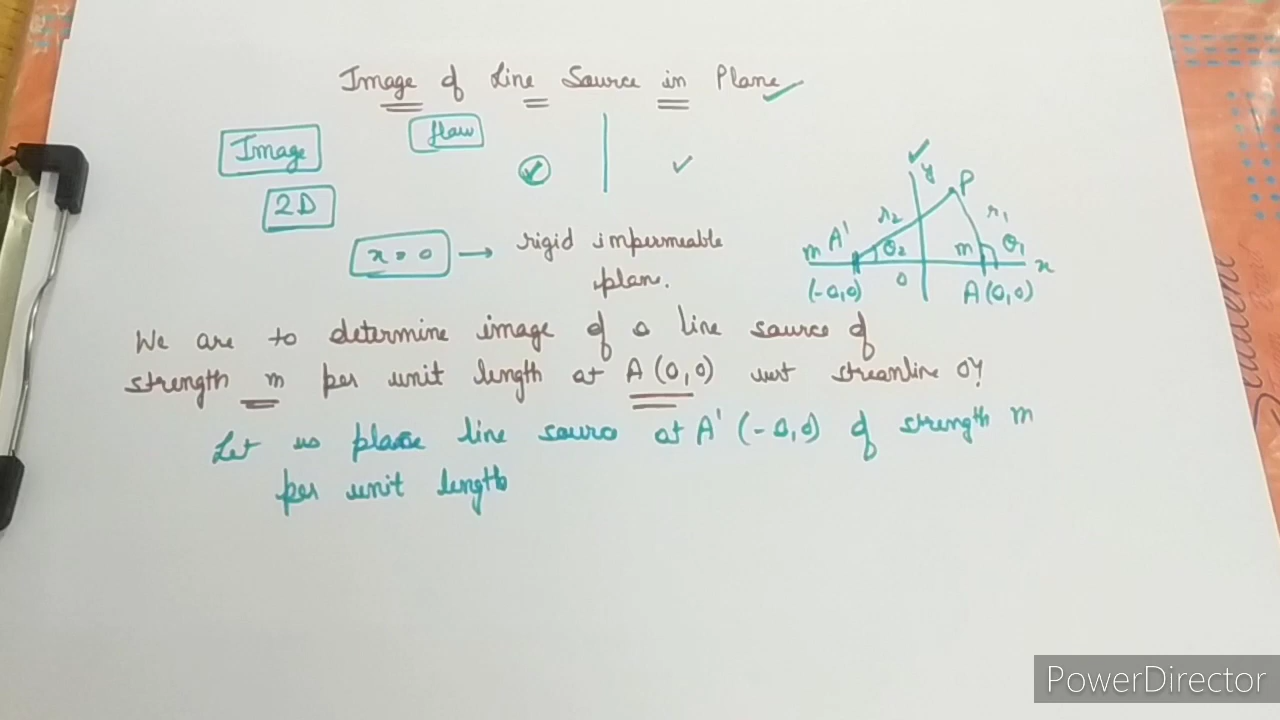 Image of Line Source in Plane
Image
flow
2D
x = 0 → rigid impermeable
plan.
y
P
r2
r1
m A'
θ2
m
θ1
x
(-a,0)
0
A (a,0)
We are to determine image of a line source of
strength m per unit length at A (a,0) wrt streamline OY
Let us place line source at A' (-a,0) of strength m
per unit length
Student
PowerDirector